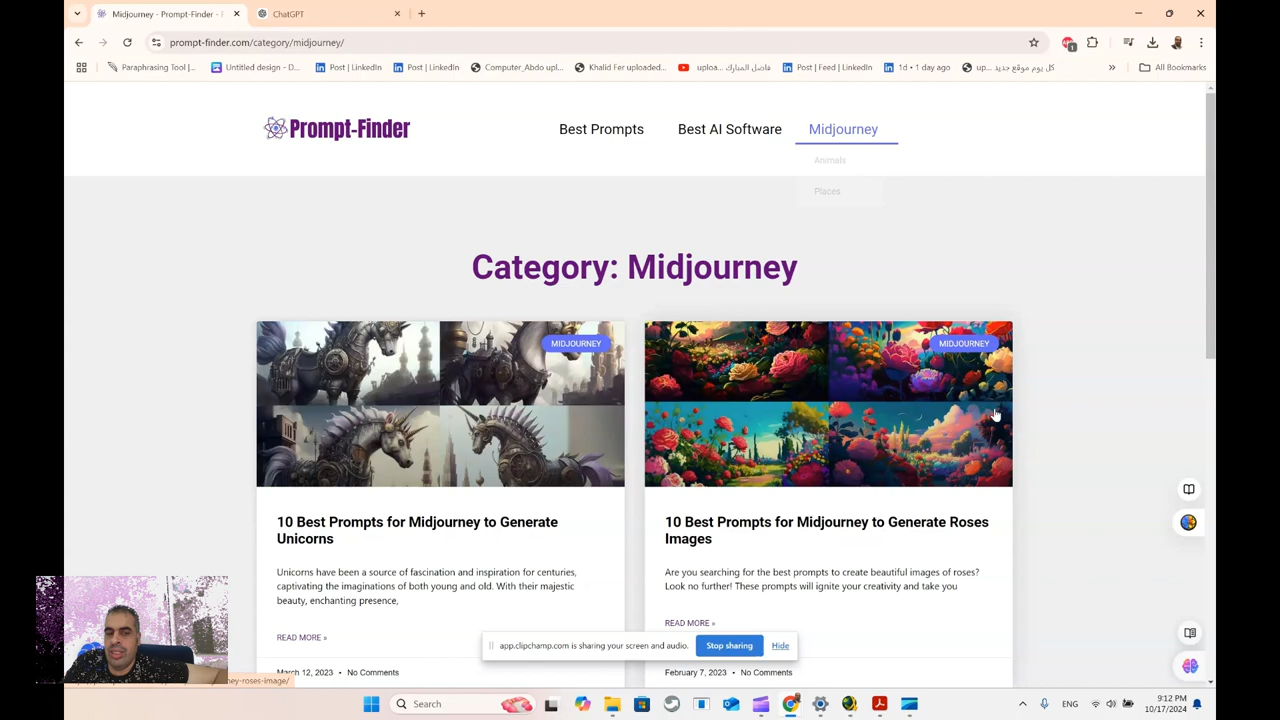 Midjourney - Prompt-Finder -
ChatGPT
prompt-finder.com/category/midjourney/
Paraphrasing Tool |...
Untitled design - D...
Post | LinkedIn
Post | LinkedIn
Computer_Abdo upl...
Khalid Fer uploaded...
فاضل المبارك uploa...
Post | Feed | LinkedIn
1d • 1 day ago
كل يوم موقع جديد up...
All Bookmarks
Prompt-Finder
Best Prompts
Best AI Software
Midjourney
Animals
Places
Category: Midjourney
MIDJOURNEY
MIDJOURNEY
10 Best Prompts for Midjourney to Generate
Unicorns
Unicorns have been a source of fascination and inspiration for centuries,
captivating the imaginations of both young and old. With their majestic
beauty, enchanting presence,
READ MORE »
March 12, 2023 • No Comments
10 Best Prompts for Midjourney to Generate Roses
Images
Are you searching for the best prompts to create beautiful images of roses?
Look no further! These prompts will ignite your creativity and take you
READ MORE »
February 7, 2023 • No Comments
app.clipchamp.com is sharing your screen and audio.
Stop sharing
Hide
ney-roses-image/
Search
ENG
9:12 PM
10/17/2024